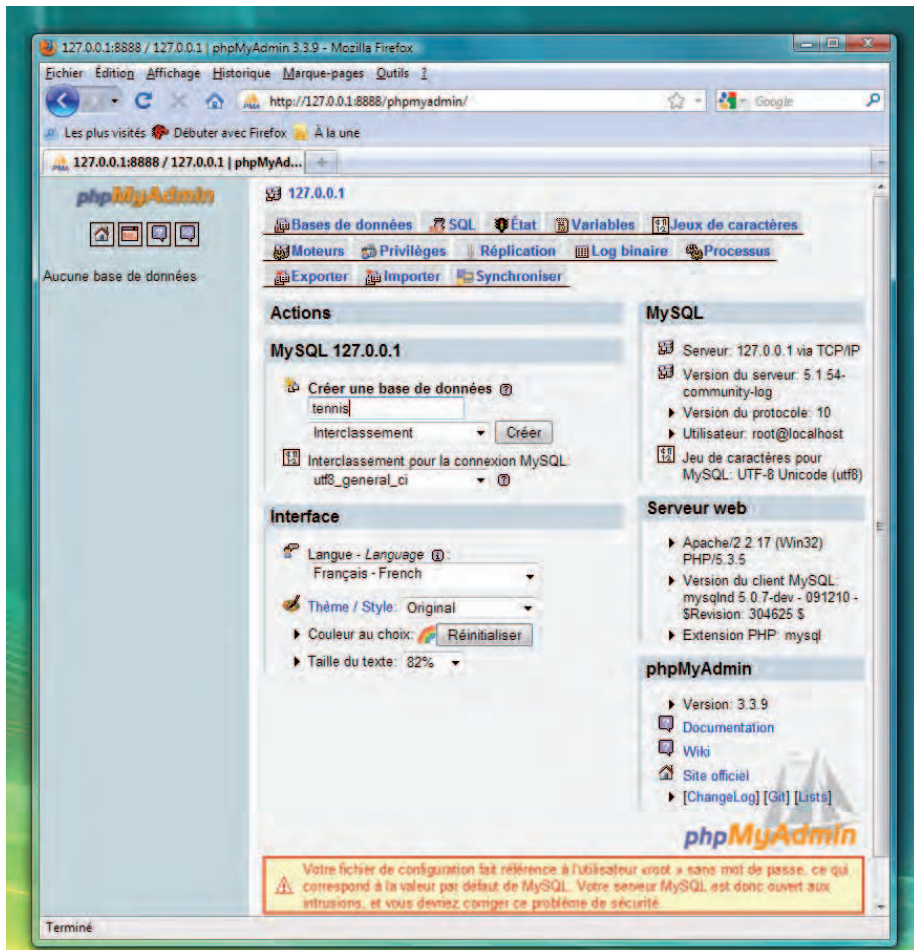 127.0.0.1:8888 / 127.0.0.1 | phpMyAdmin 3.3.9 - Mozilla Firefox
Fichier Édition Affichage Historique Marque-pages Outils ?
http://127.0.0.1:8888/phpmyadmin/
Google
Les plus visités Débuter avec Firefox À la une
127.0.0.1:8888 / 127.0.0.1 | phpMyAd...
phpMyAdmin
Aucune base de données
127.0.0.1
Bases de données SQL État Variables Jeux de caractères
Moteurs Privilèges Réplication Log binaire Processus
Exporter Importer Synchroniser
Actions
MySQL 127.0.0.1
Créer une base de données
tennis
Interclassement Créer
Interclassement pour la connexion MySQL:
utf8_general_ci
Interface
Langue - Language :
Français - French
Thème / Style: Original
Couleur au choix: Réinitialiser
Taille du texte: 82%
MySQL
Serveur: 127.0.0.1 via TCP/IP
Version du serveur: 5.1.54-
community-log
Version du protocole: 10
Utilisateur: root@localhost
Jeu de caractères pour
MySQL: UTF-8 Unicode (utf8)
Serveur web
Apache/2.2.17 (Win32)
PHP/5.3.5
Version du client MySQL:
mysqlnd 5.0.7-dev - 091210 -
$Revision: 304625 $
Extension PHP: mysql
phpMyAdmin
Version: 3.3.9
Documentation
Wiki
Site officiel
[ChangeLog] [Git] [Lists]
phpMyAdmin
Votre fichier de configuration fait référence à l'utilisateur «root » sans mot de passe, ce qui
correspond à la valeur par défaut de MySQL. Votre serveur MySQL est donc ouvert aux
intrusions, et vous devriez corriger ce problème de sécurité.
Terminé